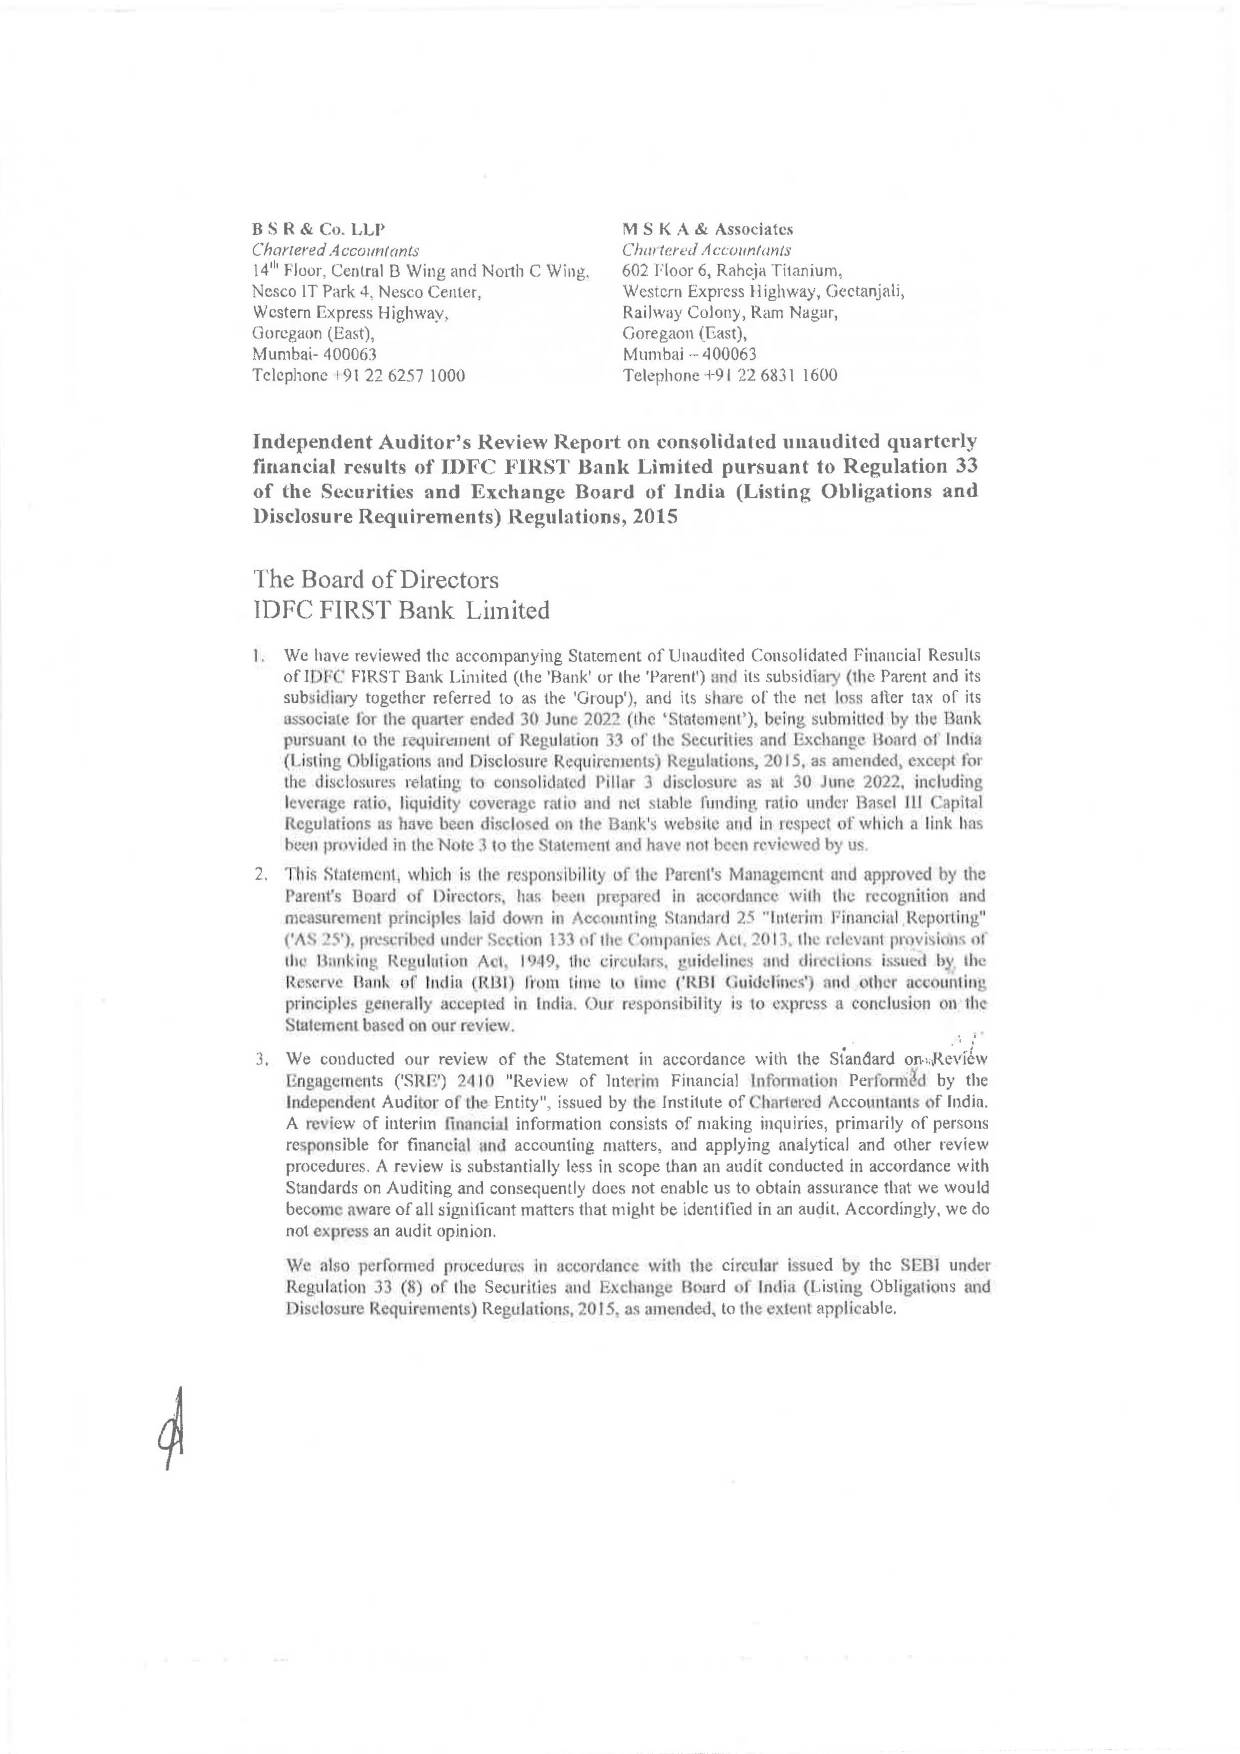 B S R & Co. LLP
Chartered Accountants
14th Floor, Central B Wing and North C Wing,
Nesco IT Park 4, Nesco Center,
Western Express Highway,
Goregaon (East),
Mumbai- 400063
Telephone +91 22 6257 1000
M S K A & Associates
Chartered Accountants
602 Floor 6, Raheja Titanium,
Western Express Highway, Geetanjali,
Railway Colony, Ram Nagar,
Goregaon (East),
Mumbai – 400063
Telephone +91 22 6831 1600
Independent Auditor's Review Report on consolidated unaudited quarterly
financial results of IDFC FIRST Bank Limited pursuant to Regulation 33
of the Securities and Exchange Board of India (Listing Obligations and
Disclosure Requirements) Regulations, 2015
The Board of Directors
IDFC FIRST Bank Limited
1. We have reviewed the accompanying Statement of Unaudited Consolidated Financial Results
of IDFC FIRST Bank Limited (the 'Bank' or the 'Parent') and its subsidiary (the Parent and its
subsidiary together referred to as the 'Group'), and its share of the net loss after tax of its
associate for the quarter ended 30 June 2022 (the 'Statement'), being submitted by the Bank
pursuant to the requirement of Regulation 33 of the Securities and Exchange Board of India
(Listing Obligations and Disclosure Requirements) Regulations, 2015, as amended, except for
the disclosures relating to consolidated Pillar 3 disclosure as at 30 June 2022, including
leverage ratio, liquidity coverage ratio and net stable funding ratio under Basel III Capital
Regulations as have been disclosed on the Bank's website and in respect of which a link has
been provided in the Note 3 to the Statement and have not been reviewed by us.
2. This Statement, which is the responsibility of the Parent's Management and approved by the
Parent's Board of Directors, has been prepared in accordance with the recognition and
measurement principles laid down in Accounting Standard 25 "Interim Financial Reporting"
('AS 25'), prescribed under Section 133 of the Companies Act, 2013, the relevant provisions of
the Banking Regulation Act, 1949, the circulars, guidelines and directions issued by the
Reserve Bank of India (RBI) from time to time ('RBI Guidelines') and other accounting
principles generally accepted in India. Our responsibility is to express a conclusion on the
Statement based on our review.
3. We conducted our review of the Statement in accordance with the Standard on Review
Engagements ('SRE') 2410 "Review of Interim Financial Information Performed by the
Independent Auditor of the Entity", issued by the Institute of Chartered Accountants of India.
A review of interim financial information consists of making inquiries, primarily of persons
responsible for financial and accounting matters, and applying analytical and other review
procedures. A review is substantially less in scope than an audit conducted in accordance with
Standards on Auditing and consequently does not enable us to obtain assurance that we would
become aware of all significant matters that might be identified in an audit. Accordingly, we do
not express an audit opinion.
We also performed procedures in accordance with the circular issued by the SEBI under
Regulation 33 (8) of the Securities and Exchange Board of India (Listing Obligations and
Disclosure Requirements) Regulations, 2015, as amended, to the extent applicable.